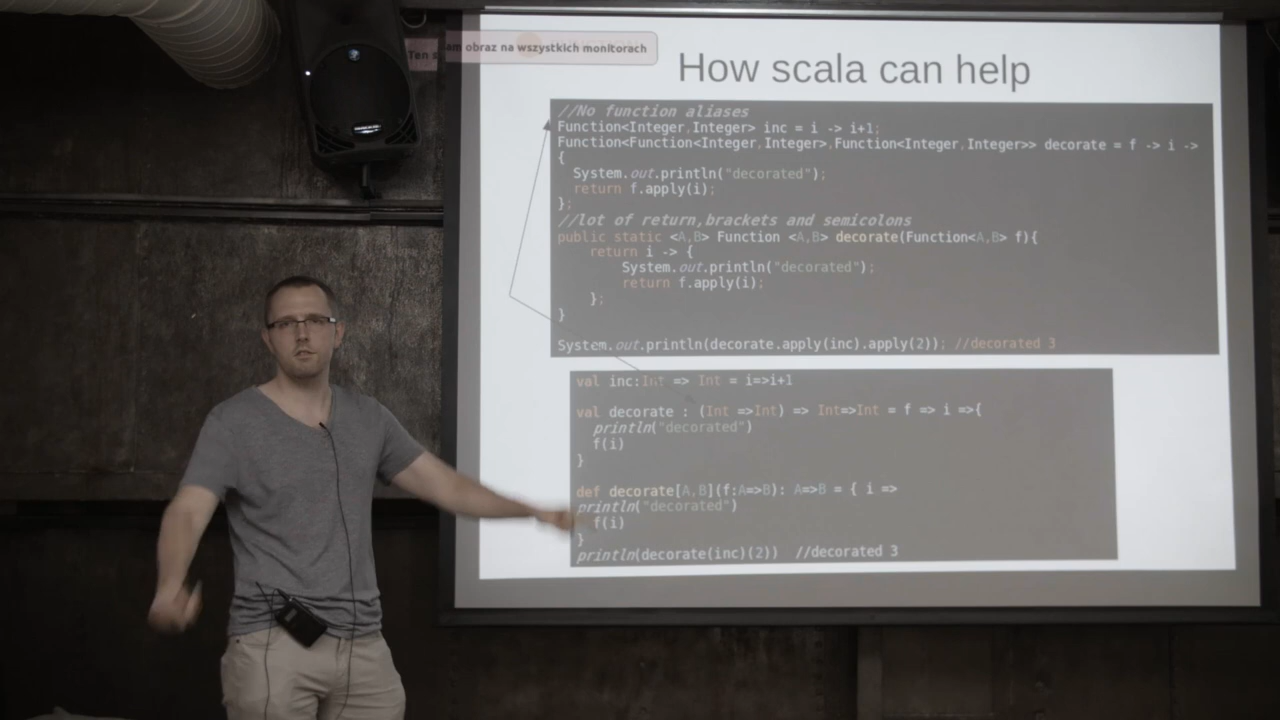 am obraz na wszystkich monitorach
How scala can help
//No function aliases
Function<Integer,Integer> inc = i -> i+1;
Function<Function<Integer,Integer>,Function<Integer,Integer>> decorate = f -> i ->
{
System.out.println("decorated");
return f.apply(i);
};
//lot of return,brackets and semicolons
public static <A,B> Function <A,B> decorate(Function<A,B> f){
return i -> {
System.out.println("decorated");
return f.apply(i);
};
}
System.out.println(decorate.apply(inc).apply(2)); //decorated 3
val inc:Int => Int = i=>i+1
val decorate : (Int =>Int) => Int=>Int = f => i =>{
println("decorated")
f(i)
}
def decorate[A,B](f:A=>B): A=>B = { i =>
println("decorated")
f(i)
}
println(decorate(inc)(2)) //decorated 3